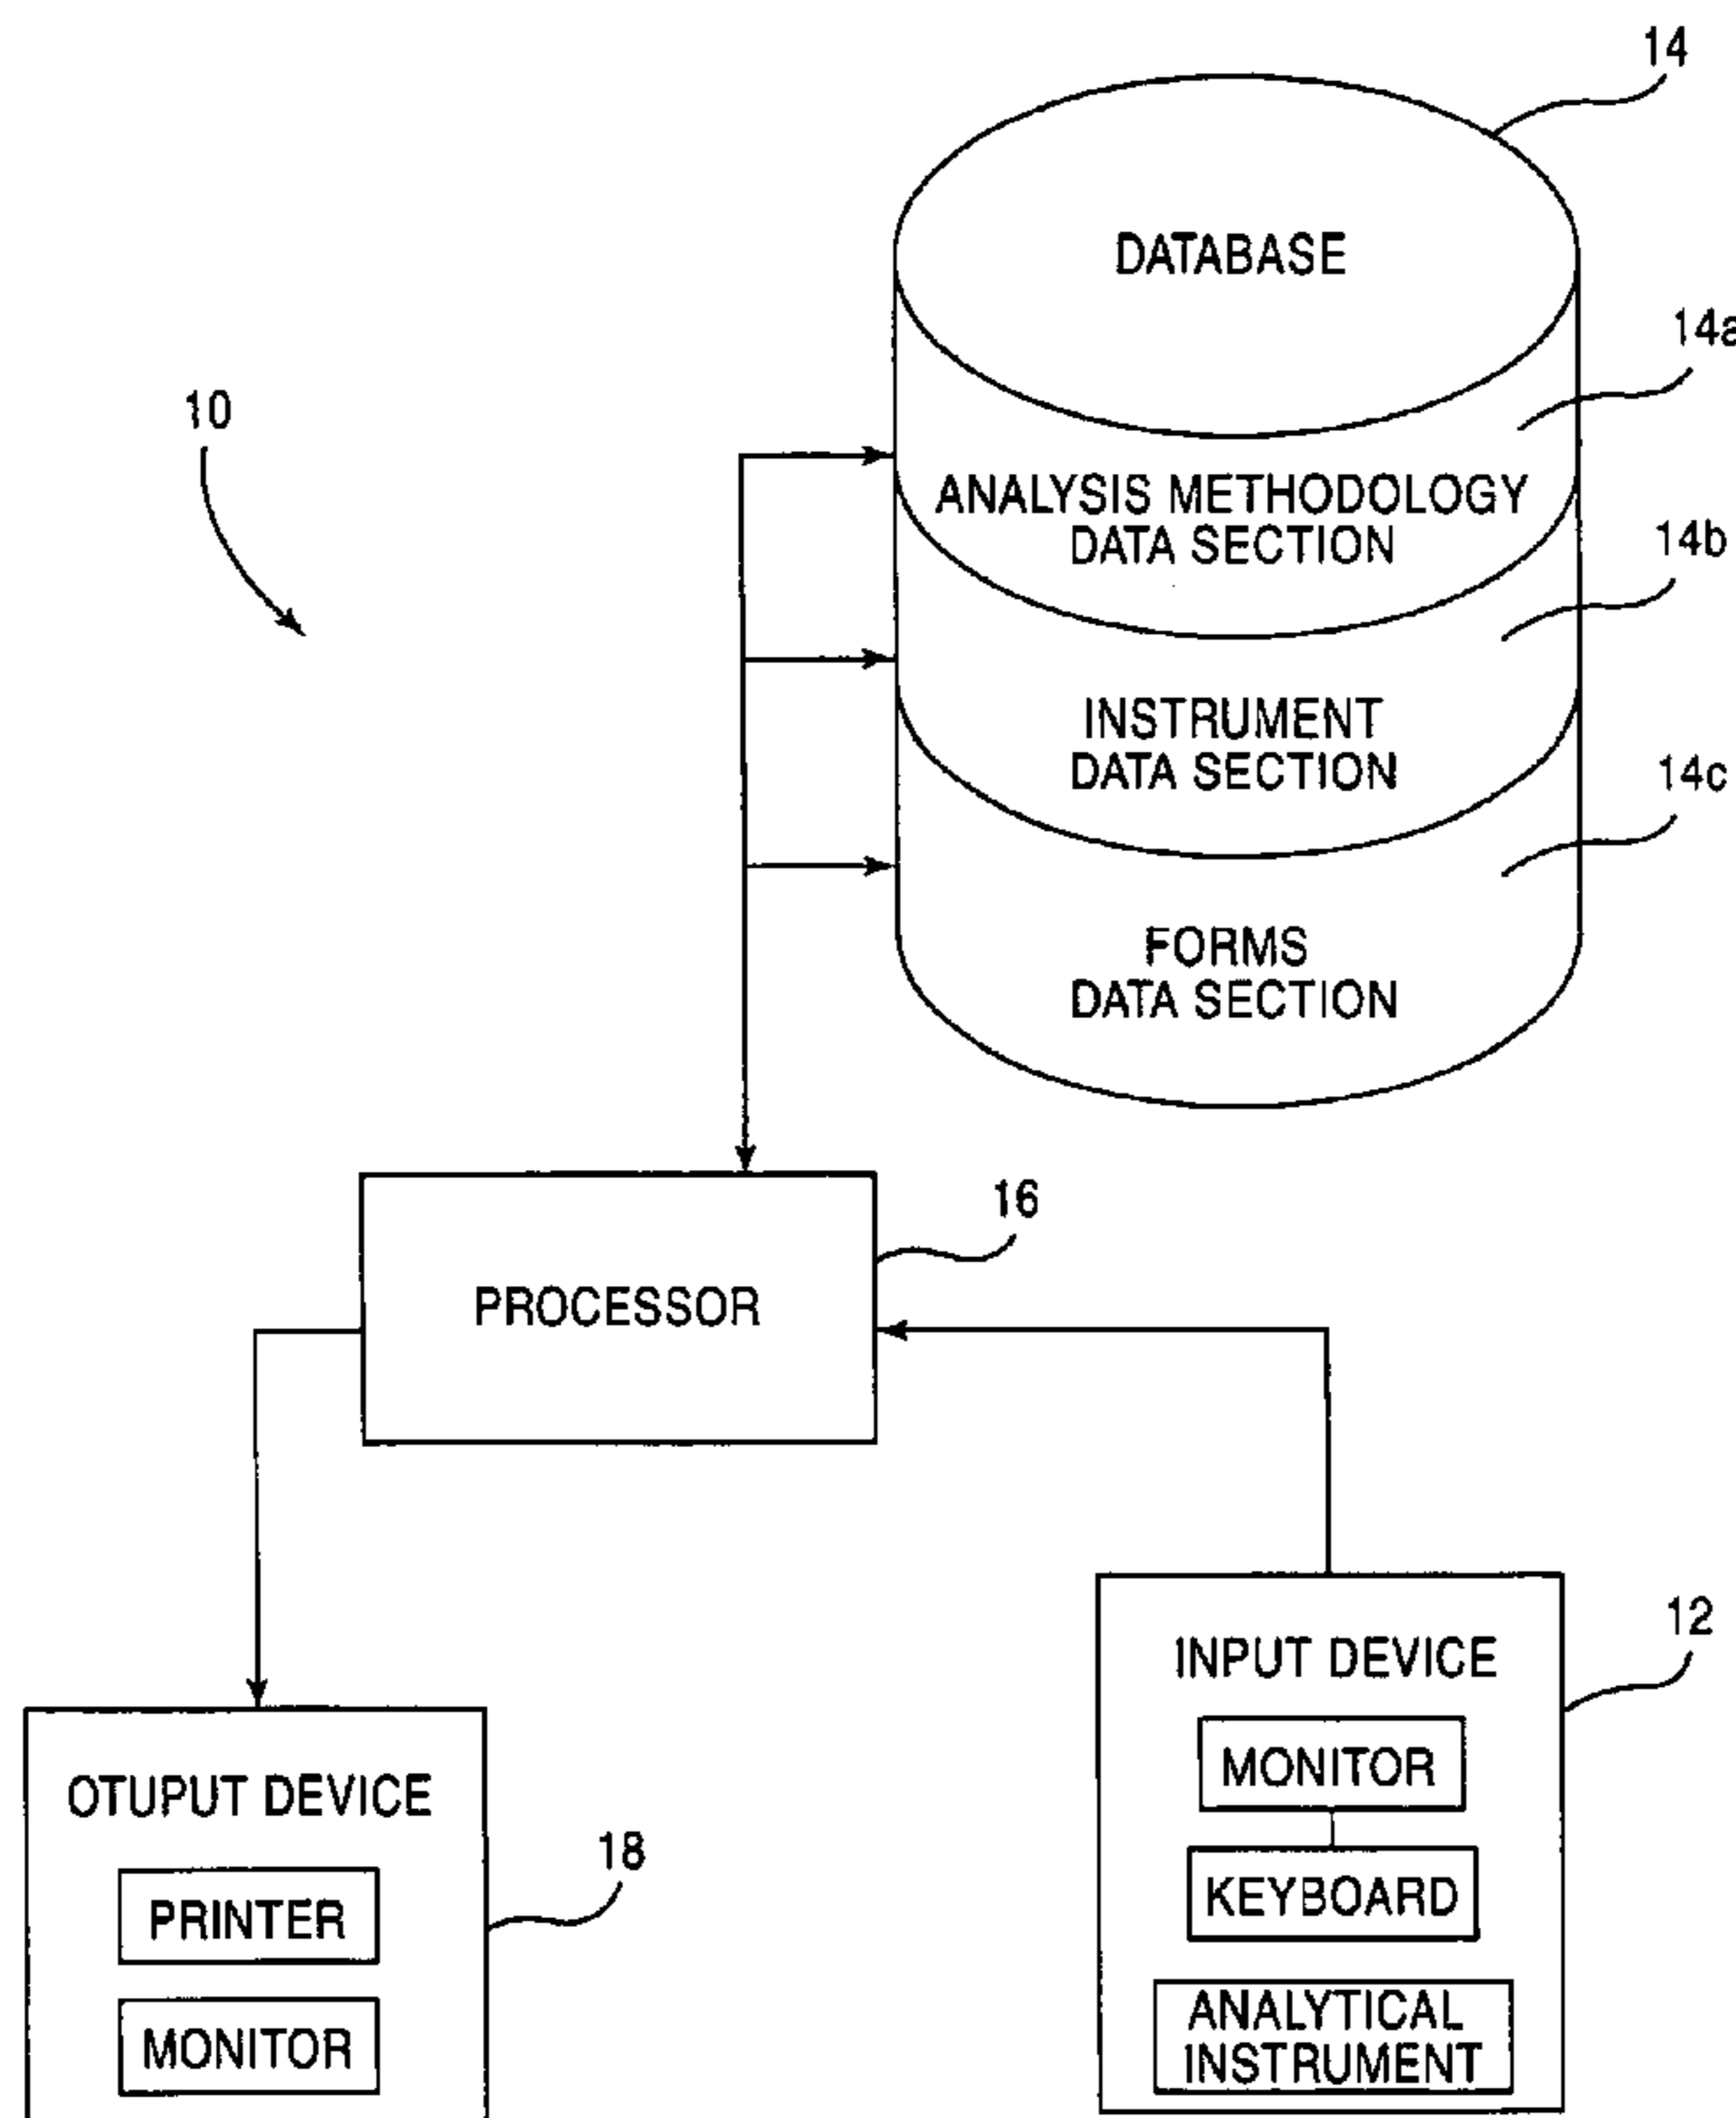 14
DATABASE
14a
10
ANALYSIS METHODOLOGY
DATA SECTION
14b
INSTRUMENT
DATA SECTION
14c
FORMS
DATA SECTION
16
PROCESSOR
12
INPUT DEVICE
MONITOR
KEYBOARD
ANALYTICAL
INSTRUMENT
OTUPUT DEVICE
18
PRINTER
MONITOR